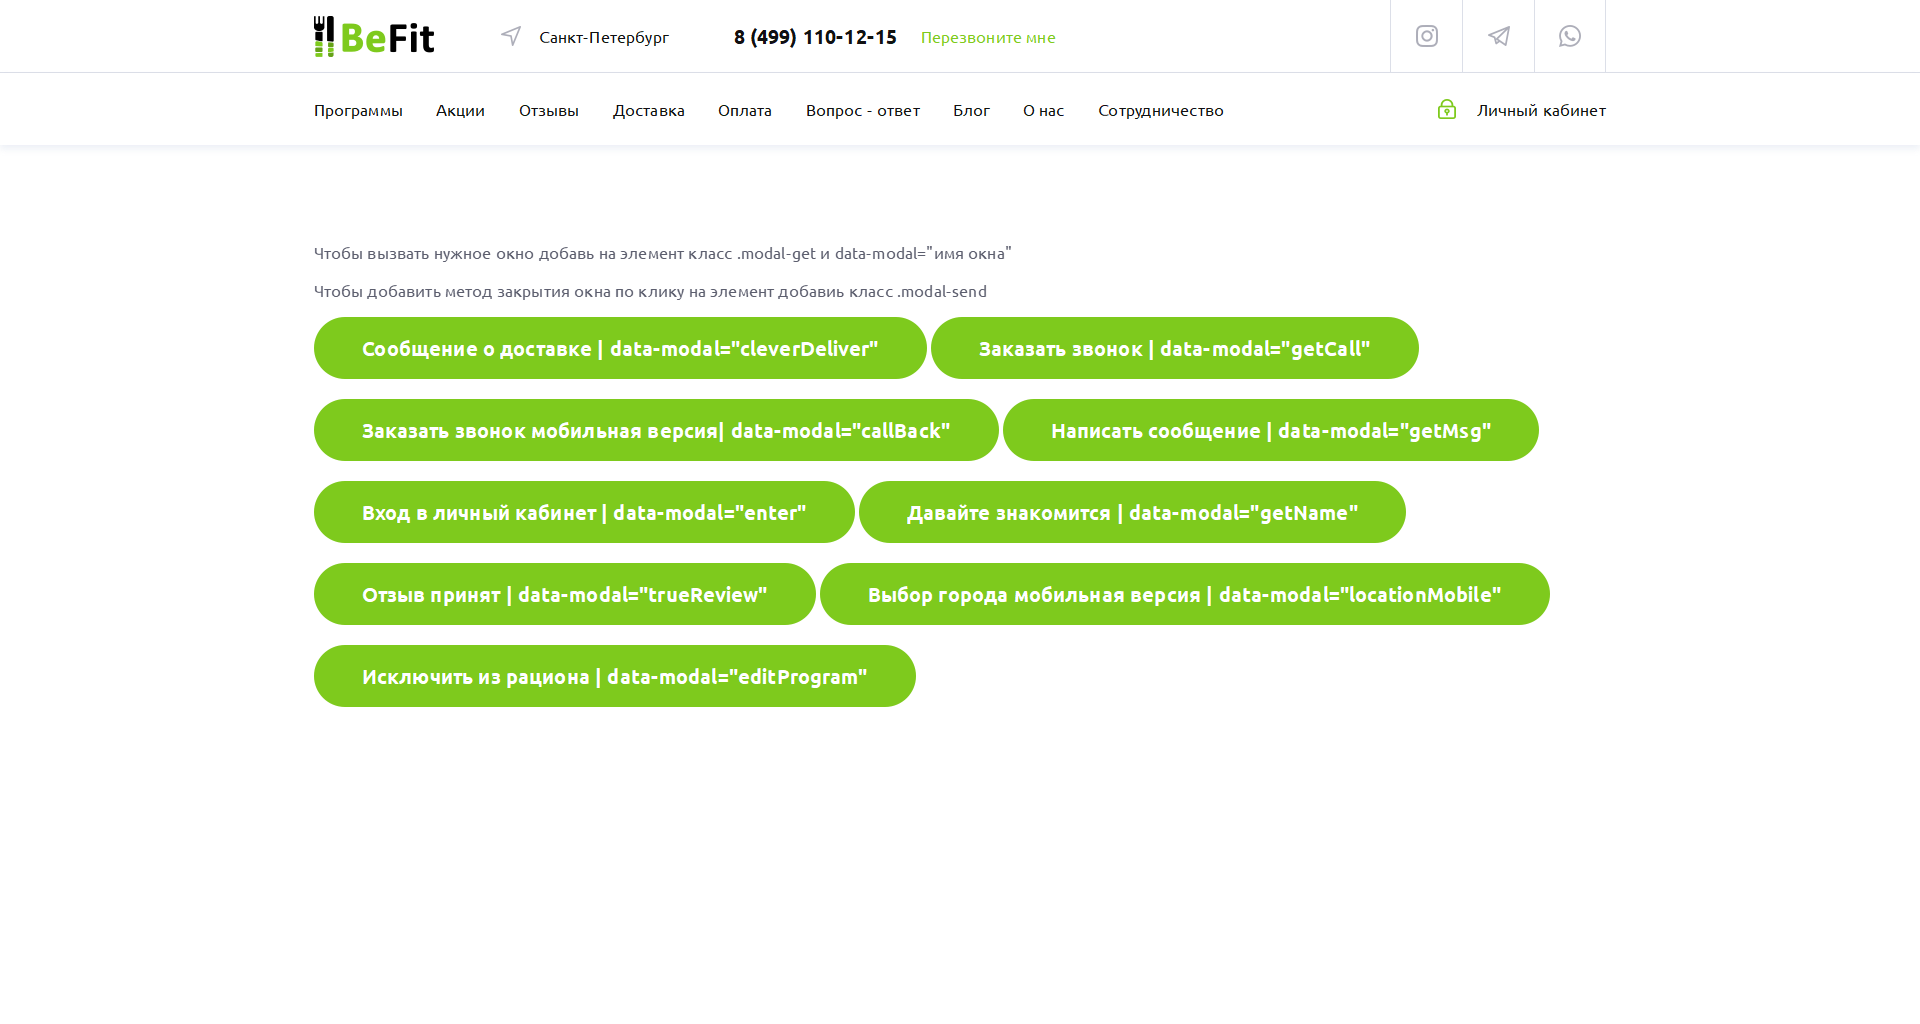 BeFit Санкт-Петербург 8 (499) 110-12-15 Перезвоните мне
Программы Акции Отзывы Доставка Оплата Вопрос - ответ Блог О нас Сотрудничество Личный кабинет
Чтобы вызвать нужное окно добавь на элемент класс .modal-get и data-modal="имя окна"
Чтобы добавить метод закрытия окна по клику на элемент добавиь класс .modal-send
Сообщение о доставке | data-modal="cleverDeliver" Заказать звонок | data-modal="getCall"
Заказать звонок мобильная версия| data-modal="callBack" Написать сообщение | data-modal="getMsg"
Вход в личный кабинет | data-modal="enter" Давайте знакомится | data-modal="getName"
Отзыв принят | data-modal="trueReview" Выбор города мобильная версия | data-modal="locationMobile"
Исключить из рациона | data-modal="editProgram"